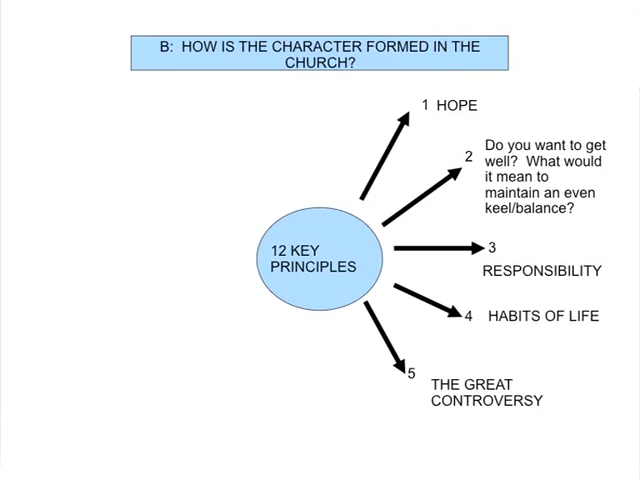 B:  HOW IS THE CHARACTER FORMED IN THE
CHURCH?
1 HOPE
2 Do you want to get
well?  What would
it mean to
maintain an even
keel/balance?
12 KEY
PRINCIPLES
3
RESPONSIBILITY
4 HABITS OF LIFE
5
THE GREAT
CONTROVERSY